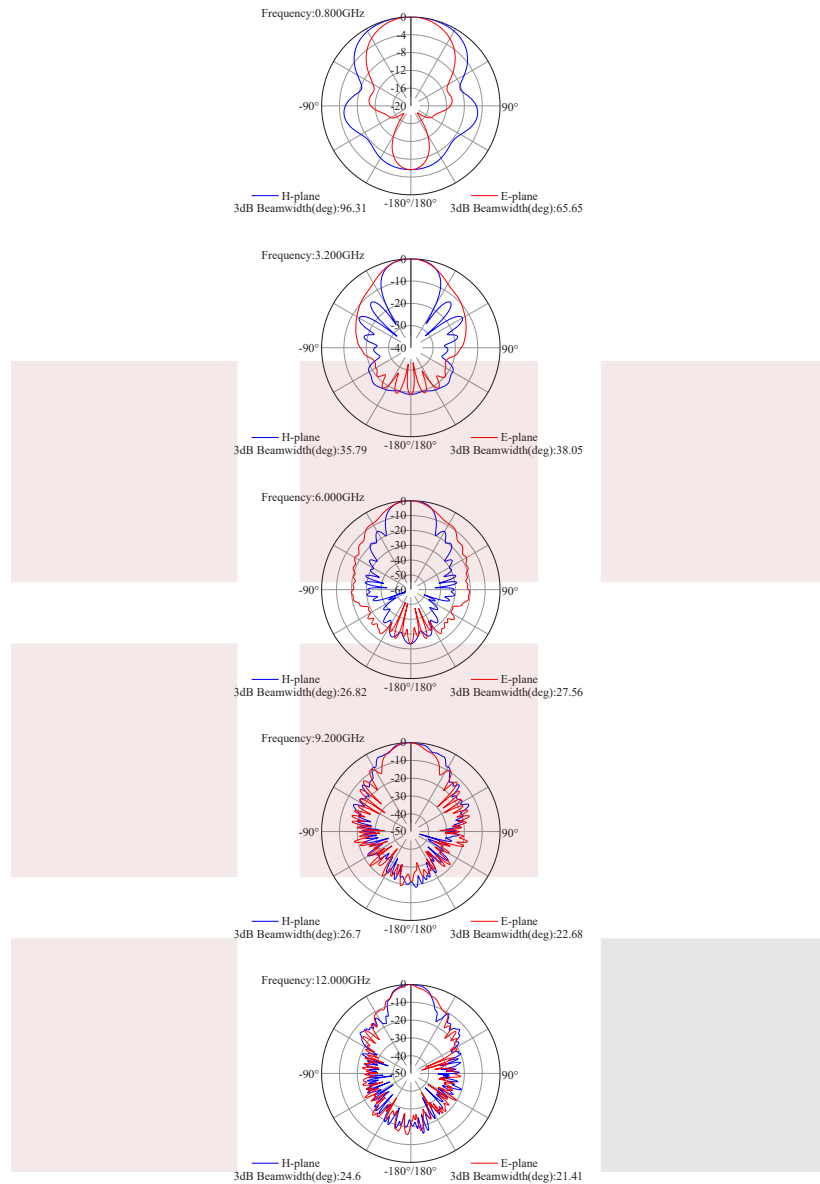 Frequency:0.800GHz
0
-4
-8
-12
-16
-20
-90°
90°
-180°/180°
H-plane
3dB Beamwidth(deg):96.31
E-plane
3dB Beamwidth(deg):65.65
Frequency:3.200GHz
0
-10
-20
-30
-40
-90°
90°
-180°/180°
H-plane
3dB Beamwidth(deg):35.79
E-plane
3dB Beamwidth(deg):38.05
Frequency:6.000GHz
0
-10
-20
-30
-40
-50
-60
-90°
90°
-180°/180°
H-plane
3dB Beamwidth(deg):26.82
E-plane
3dB Beamwidth(deg):27.56
Frequency:9.200GHz
0
-10
-20
-30
-40
-50
-90°
90°
-180°/180°
H-plane
3dB Beamwidth(deg):26.7
E-plane
3dB Beamwidth(deg):22.68
Frequency:12.000GHz
0
-10
-20
-30
-40
-50
-90°
90°
-180°/180°
H-plane
3dB Beamwidth(deg):24.6
E-plane
3dB Beamwidth(deg):21.41